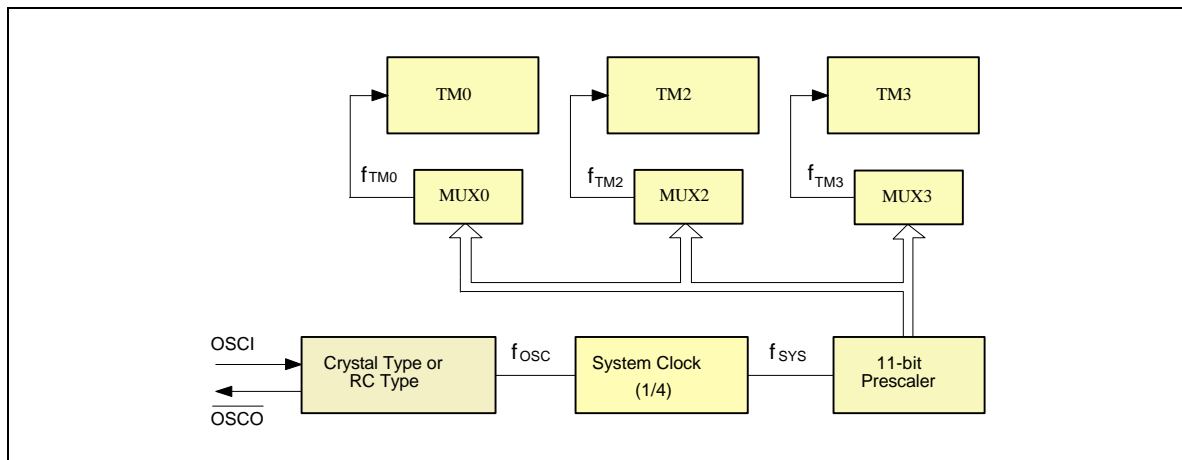 TM0
TM2
TM3
fTM0
fTM2
fTM3
MUX0
MUX2
MUX3
OSCI
OSCO
Crystal Type or
RC Type
fOSC
System Clock
(1/4)
fSYS
11-bit
Prescaler